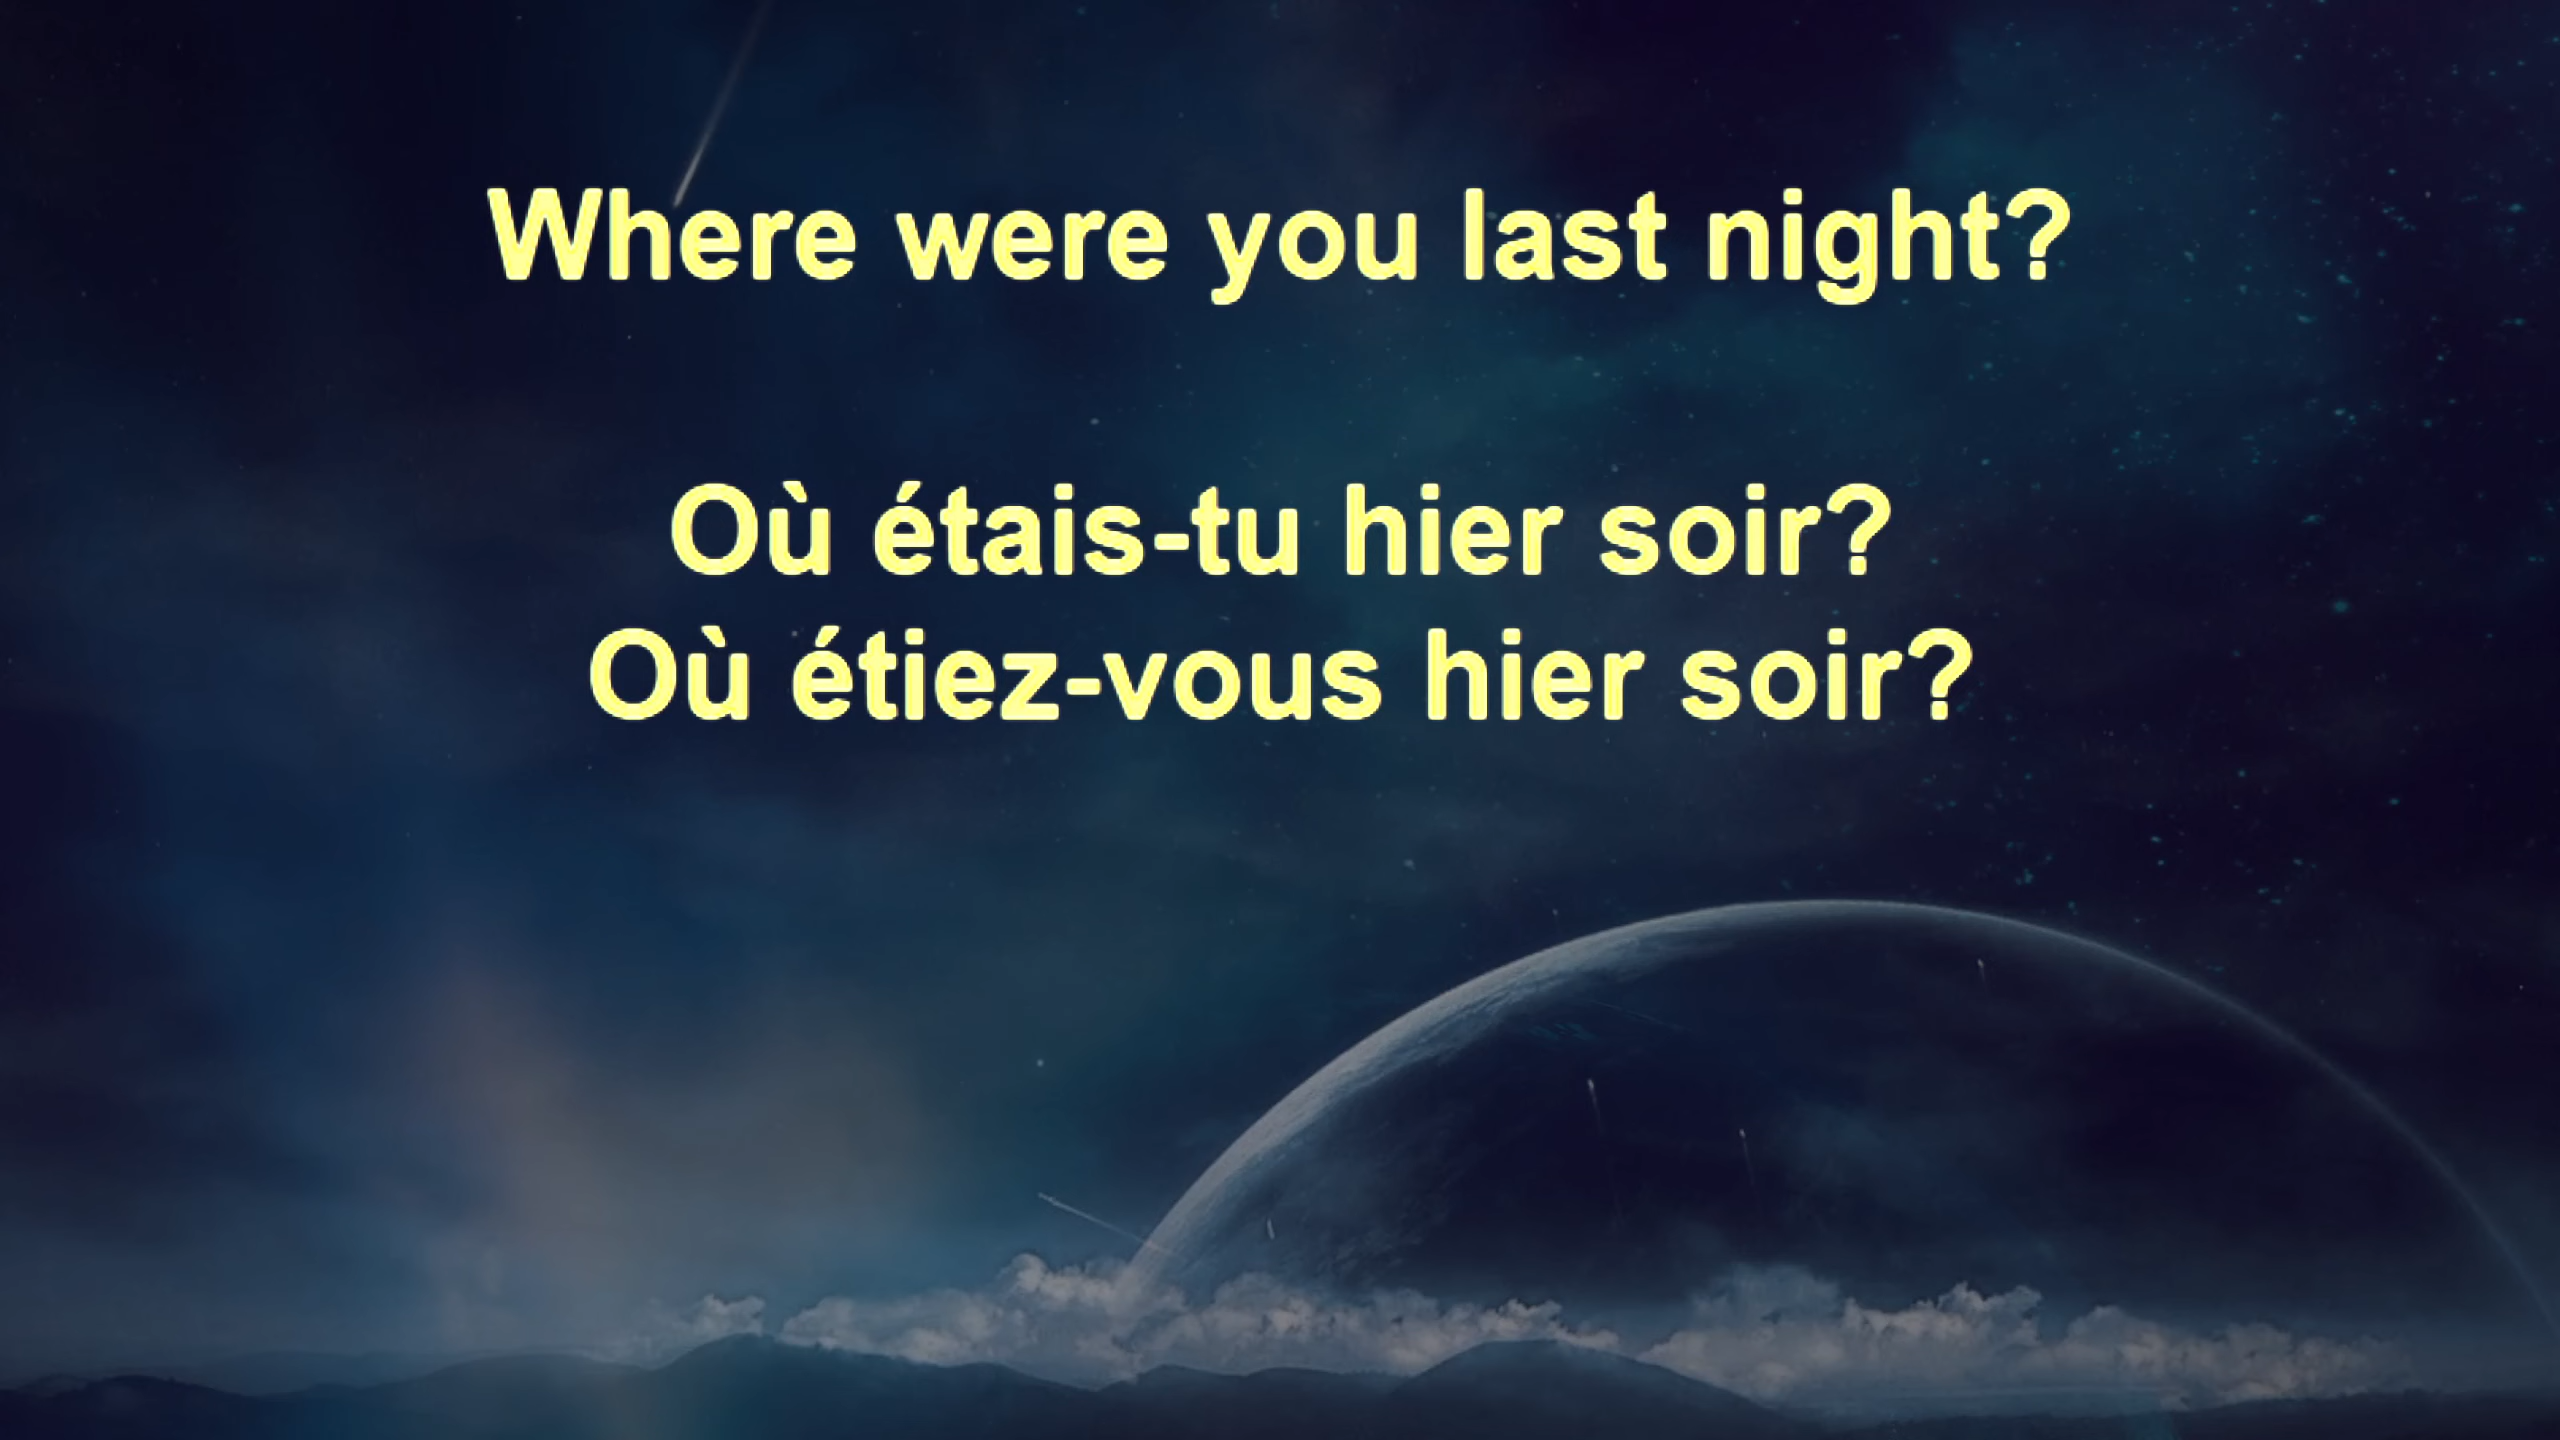 Where were you last night?
Où étais-tu hier soir?
Où étiez-vous hier soir?